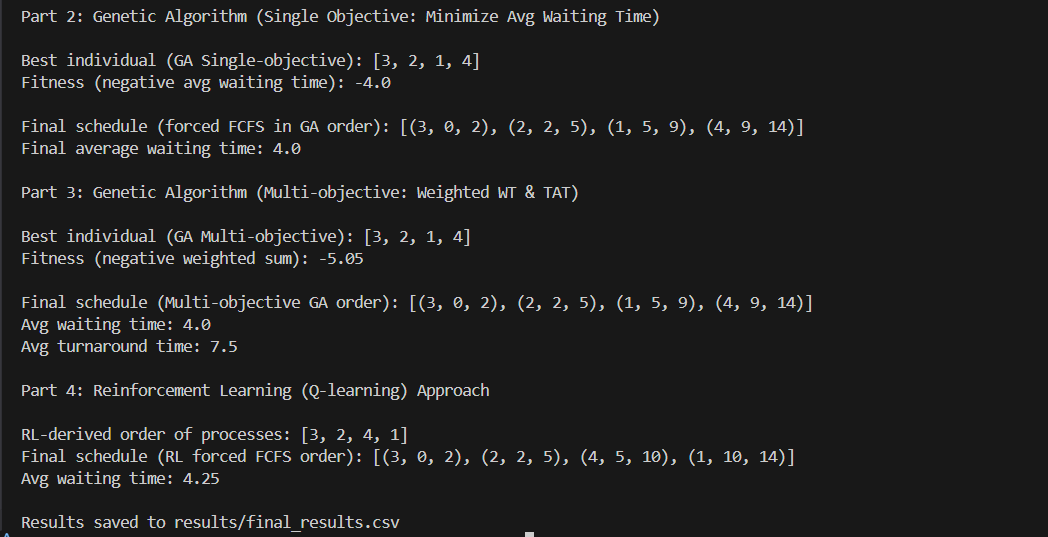 Part 2: Genetic Algorithm (Single Objective: Minimize Avg Waiting Time)
Best individual (GA Single-objective): [3, 2, 1, 4]
Fitness (negative avg waiting time): -4.0
Final schedule (forced FCFS in GA order): [(3, 0, 2), (2, 2, 5), (1, 5, 9), (4, 9, 14)]
Final average waiting time: 4.0
Part 3: Genetic Algorithm (Multi-objective: Weighted WT & TAT)
Best individual (GA Multi-objective): [3, 2, 1, 4]
Fitness (negative weighted sum): -5.05
Final schedule (Multi-objective GA order): [(3, 0, 2), (2, 2, 5), (1, 5, 9), (4, 9, 14)]
Avg waiting time: 4.0
Avg turnaround time: 7.5
Part 4: Reinforcement Learning (Q-learning) Approach
RL-derived order of processes: [3, 2, 4, 1]
Final schedule (RL forced FCFS order): [(3, 0, 2), (2, 2, 5), (4, 5, 10), (1, 10, 14)]
Avg waiting time: 4.25
Results saved to results/final_results.csv